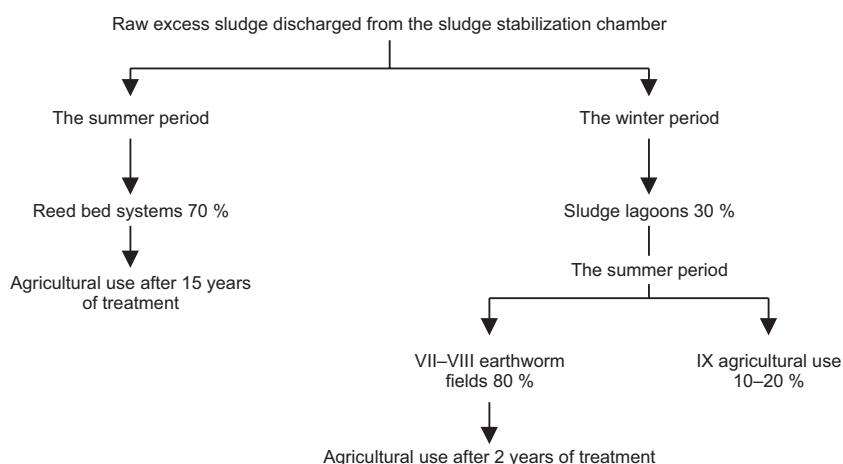 Raw excess sludge discharged from the sludge stabilization chamber
The summer period
The winter period
Reed bed systems 70 %
Sludge lagoons 30 %
Agricultural use after 15 years
of treatment
The summer period
VII–VIII earthworm
fields 80 %
IX agricultural use
10–20 %
Agricultural use after 2 years of treatment